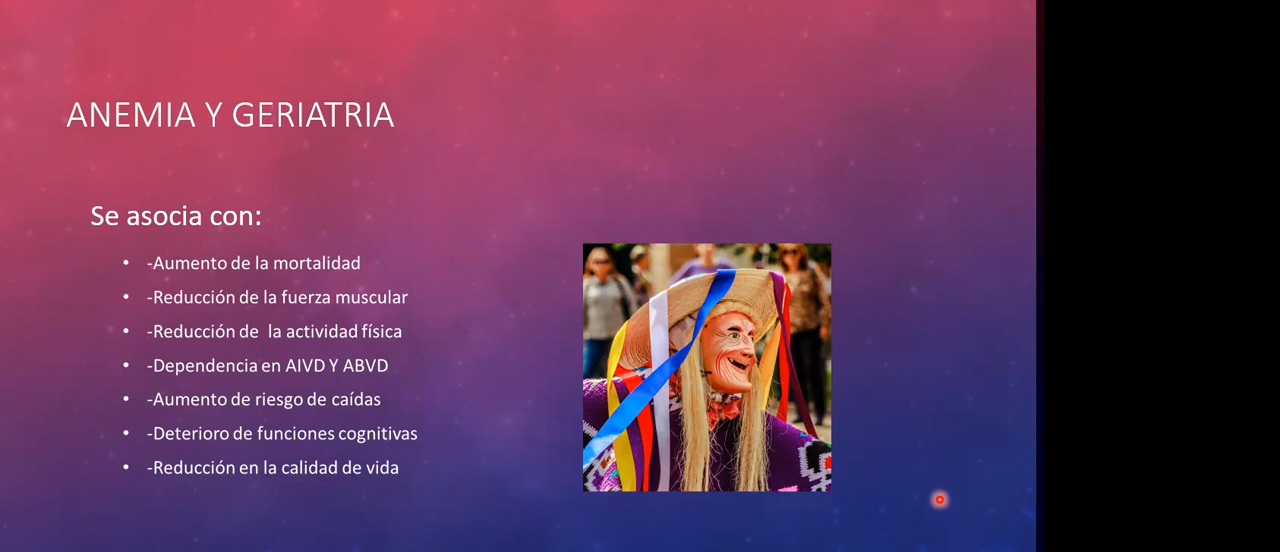 ANEMIA Y GERIATRIA
Se asocia con:
• -Aumento de la mortalidad
• -Reducción de la fuerza muscular
• -Reducción de  la actividad física
• -Dependencia en AIVD Y ABVD
• -Aumento de riesgo de caídas
• -Deterioro de funciones cognitivas
• -Reducción en la calidad de vida